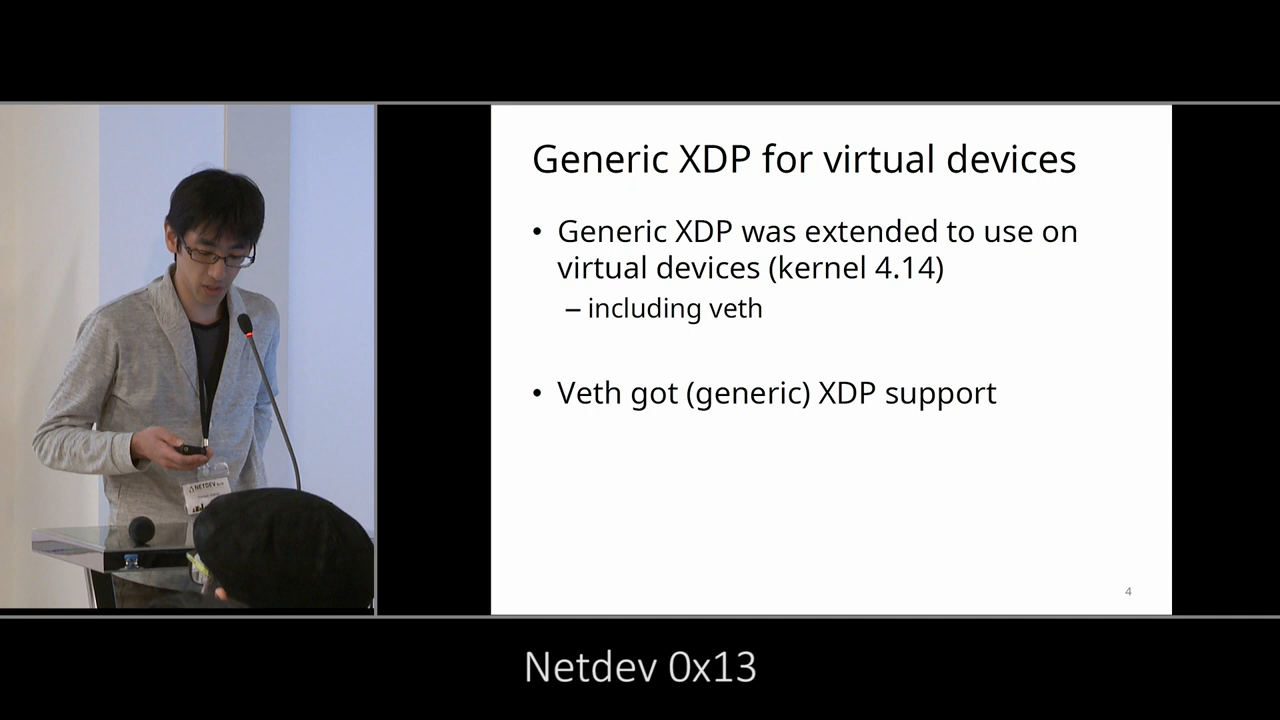 Generic XDP for virtual devices
• Generic XDP was extended to use on
virtual devices (kernel 4.14)
– including veth
• Veth got (generic) XDP support
4
NETDEV
Netdev 0x13